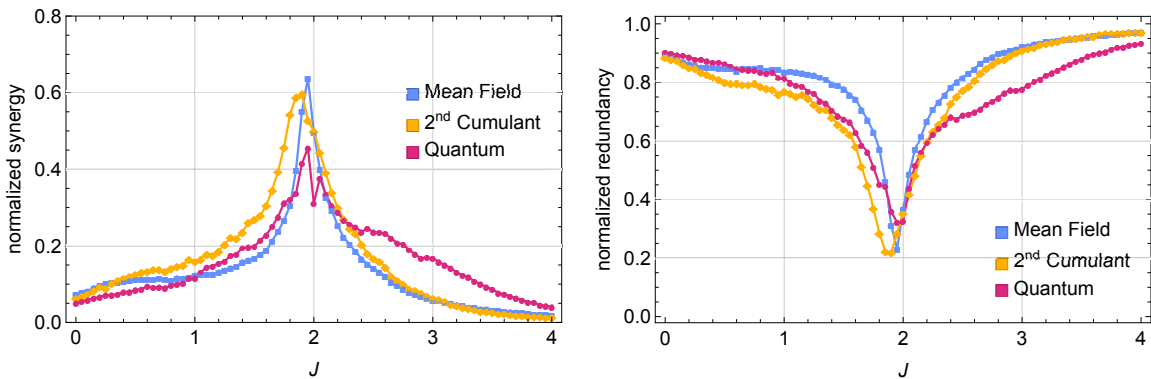 normalized synergy
0.8
0.6
0.4
0.2
0.0
0 1 2 3 4
J
Mean Field
2nd Cumulant
Quantum
normalized redundancy
1.0
0.8
0.6
0.4
0.2
0.0
0 1 2 3 4
J
Mean Field
2nd Cumulant
Quantum